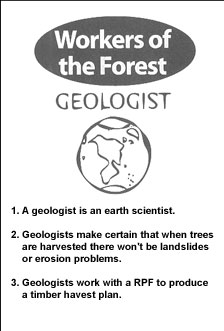 Workers of
the Forest
GEOLOGIST
1. A geologist is an earth scientist.
2. Geologists make certain that when trees
are harvested there won't be landslides
or erosion problems.
3. Geologists work with a RPF to produce
a timber havest plan.